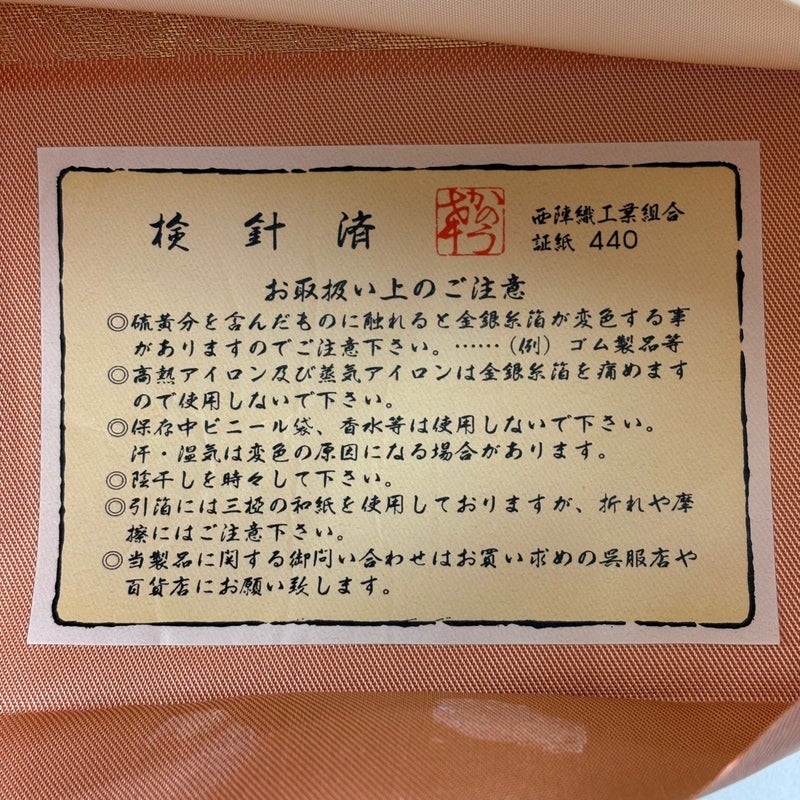 検針済
かのう
西陣織工業組合
証紙 440
お取扱い上のご注意
◎硫黄分を含んだものに触れると金銀糸箔が変色する事
がありますのでご注意下さい。……(例) ゴム製品等
◎高熱アイロン及び蒸気アイロンは金銀糸箔を痛めます
ので使用しないで下さい。
◎保存中ビニール袋、香水等は使用しないで下さい。
汗・湿気は変色の原因になる場合があります。
◎陰干しを時々して下さい。
◎引箔には三椏の和紙を使用しておりますが、折れや摩
擦にはご注意下さい。
◎当製品に関する御問い合わせはお買い求めの呉服店や
百貨店にお願い致します。